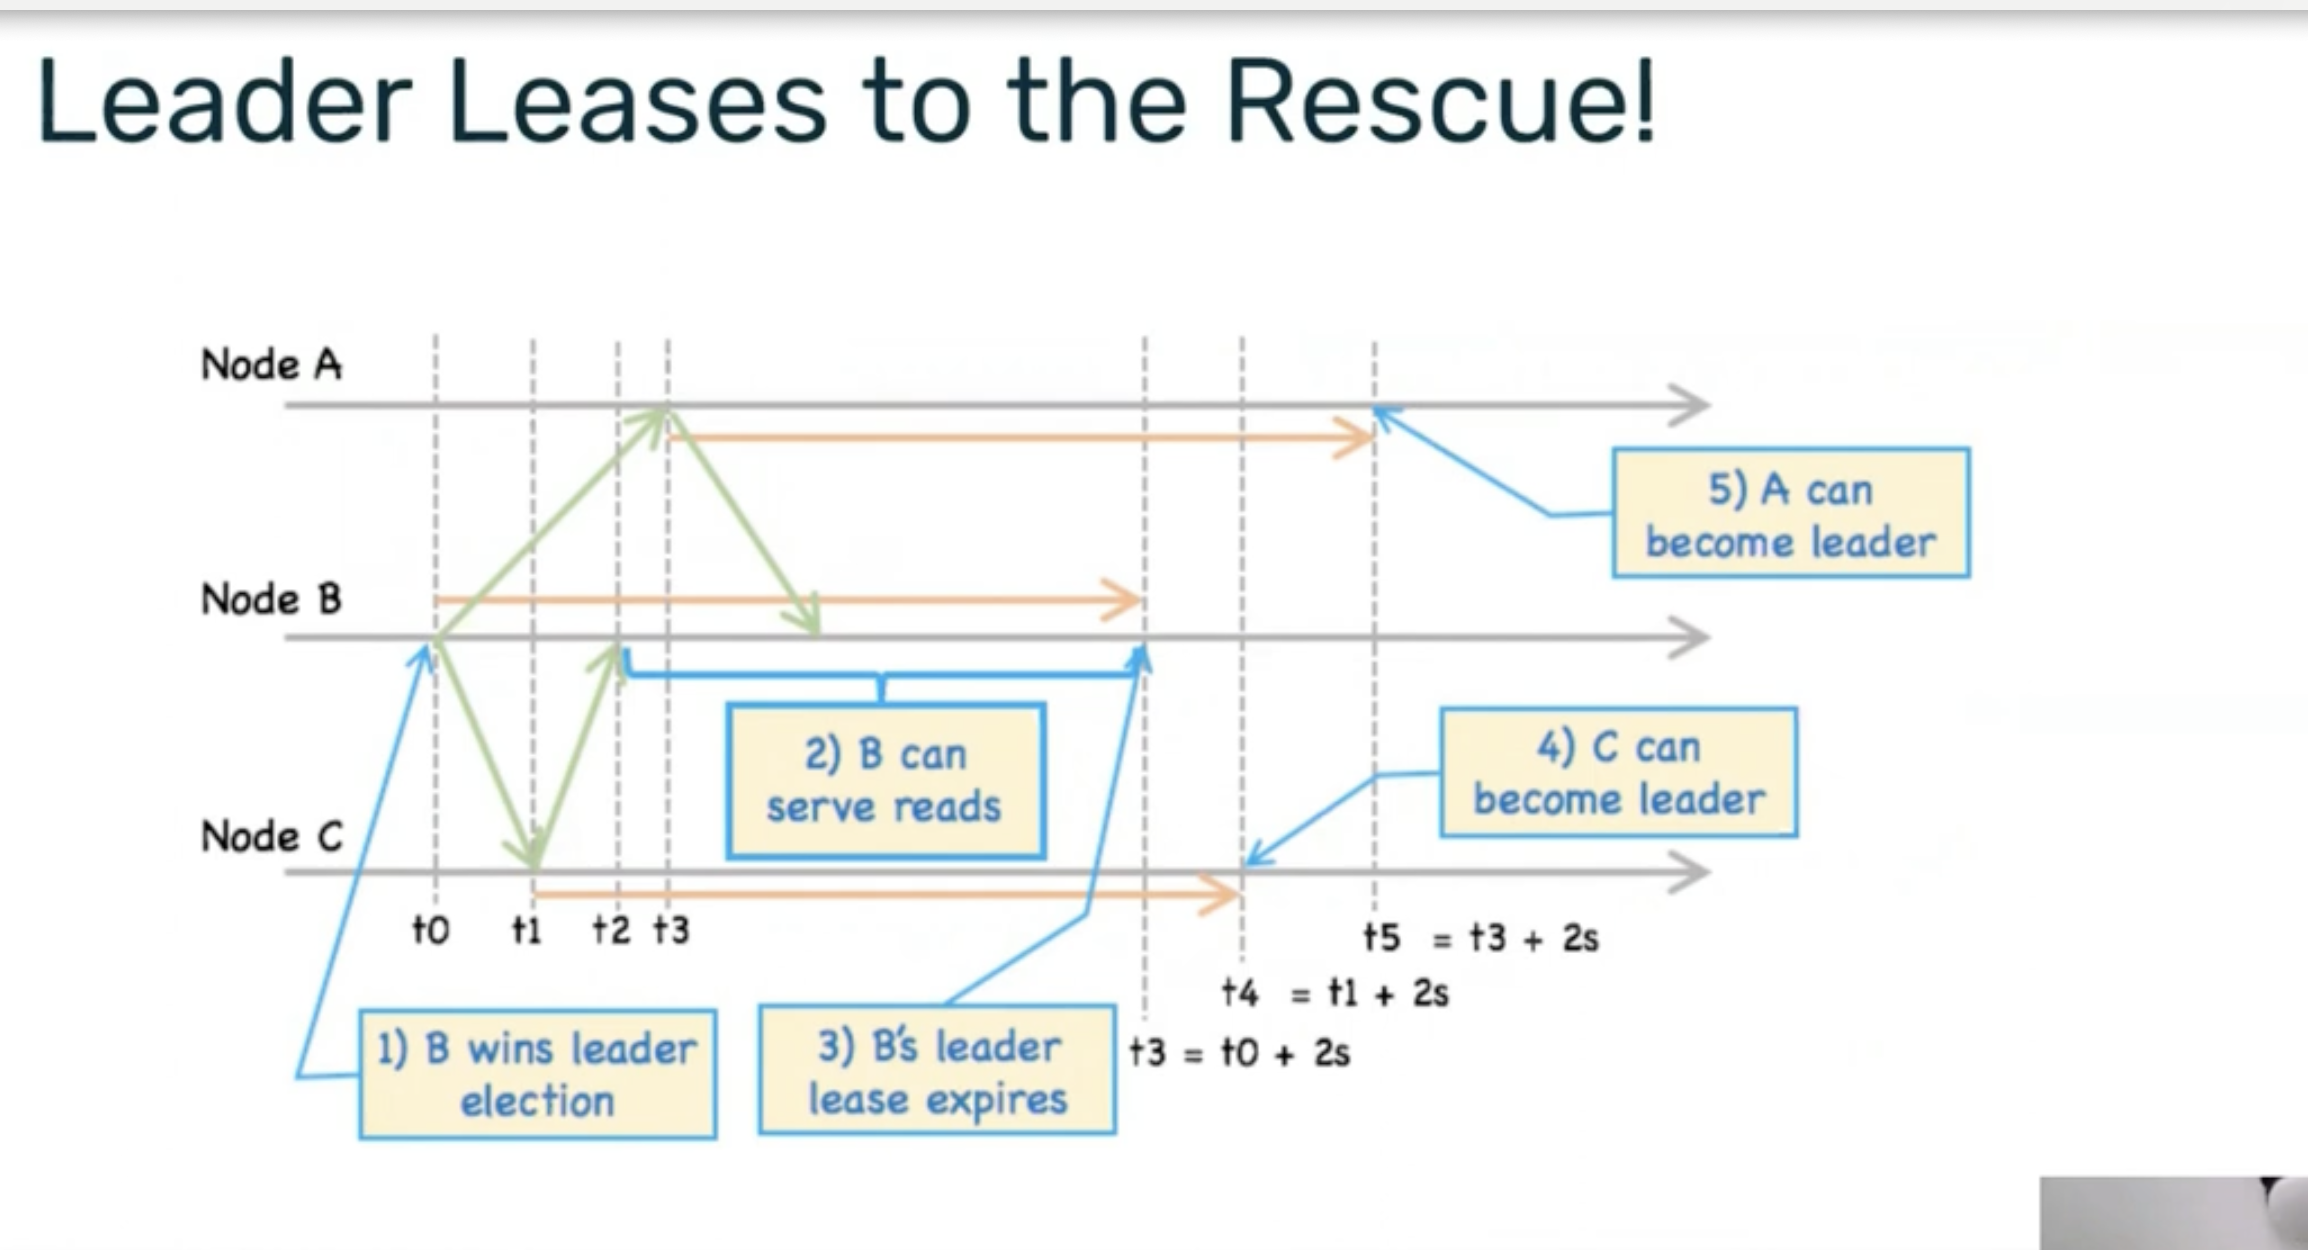 Leader Leases to the Rescue!
Node A
5) A can
become leader
Node B
2) B can
serve reads
4) C can
become leader
Node C
t0 t1 t2 t3
t5 = t3 + 2s
t4 = t1 + 2s
t3 = t0 + 2s
1) B wins leader
election
3) B's leader
lease expires